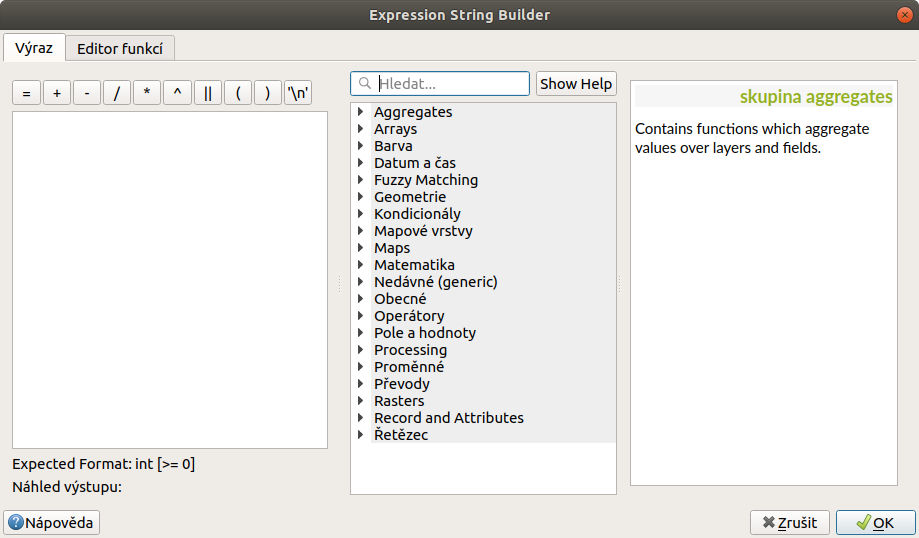 Expression String Builder
Výraz
Editor funkcí
= + - / * ^ || ( ) '\n'
Hledat...
Show Help
Aggregates
Arrays
Barva
Datum a čas
Fuzzy Matching
Geometrie
Kondicionály
Mapové vrstvy
Maps
Matematika
Nedávné (generic)
Obecné
Operátory
Pole a hodnoty
Processing
Proměnné
Převody
Rasters
Record and Attributes
Řetězec
skupina aggregates
Contains functions which aggregate
values over layers and fields.
Expected Format: int [>= 0]
Náhled výstupu:
Nápověda
Zrušit
OK